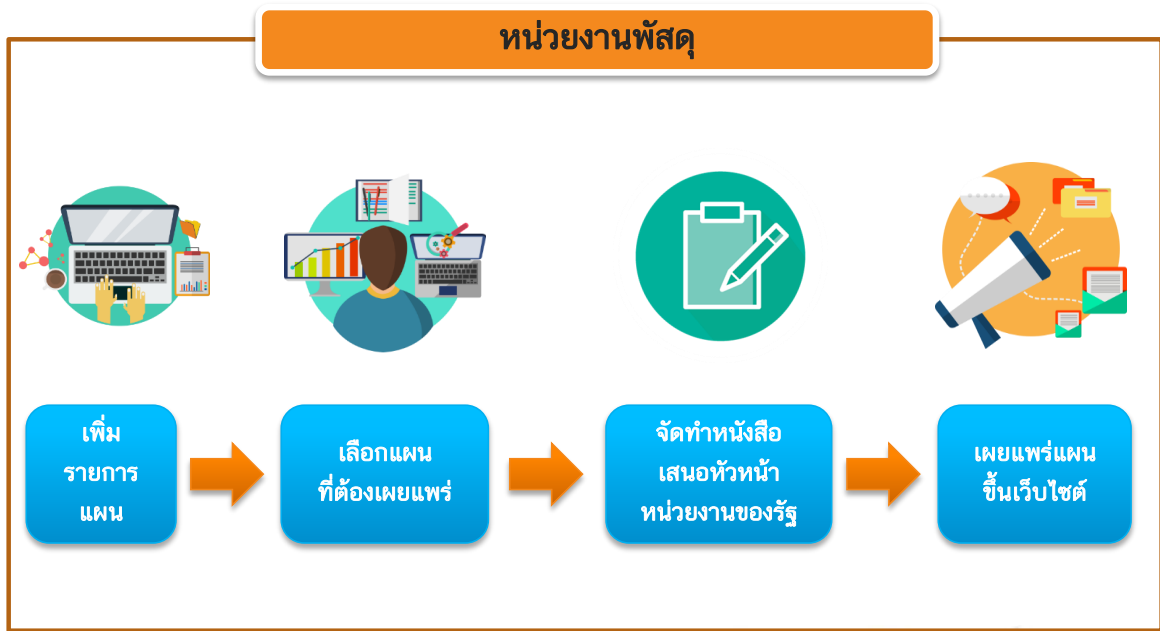 หน่วยงานพัสดุ
เพิ่ม
รายการ
แผน
เลือกแผน
ที่ต้องเผยแพร่
จัดทำหนังสือ
เสนอหัวหน้า
หน่วยงานของรัฐ
เผยแพร่แผน
ขึ้นเว็บไซต์